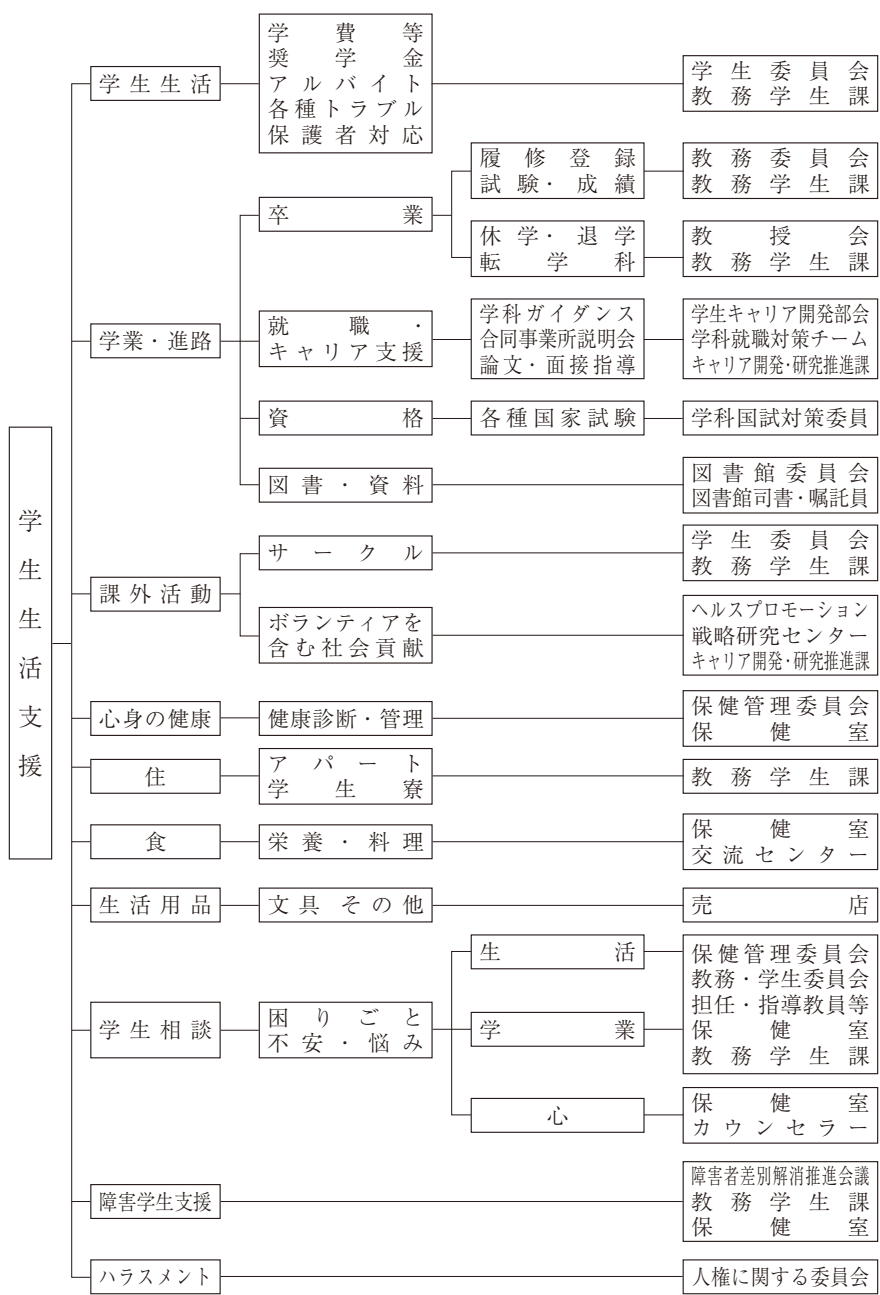 学生生活支援
学生生活
学費等
奨学金
アルバイト
各種トラブル
保護者対応
学生委員会
教務学生課
学業・進路
卒業
履修登録
試験・成績
教務委員会
教務学生課
休学・退学
転学科
教授会
教務学生課
就職・
キャリア支援
学科ガイダンス
合同事業所説明会
論文・面接指導
学生キャリア開発部会
学科就職対策チーム
キャリア開発・研究推進課
資格
各種国家試験
学科国試対策委員
図書・資料
図書館委員会
図書館司書・嘱託員
課外活動
サークル
学生委員会
教務学生課
ボランティアを
含む社会貢献
ヘルスプロモーション
戦略研究センター
キャリア開発・研究推進課
心身の健康
健康診断・管理
保健管理委員会
保健室
住
アパート
学生寮
教務学生課
食
栄養・料理
保健室
交流センター
生活用品
文具 その他
売店
学生相談
困りごと
不安・悩み
生活
学業
保健管理委員会
教務・学生委員会
担任・指導教員等
保健室
教務学生課
心
保健室
カウンセラー
障害学生支援
障害者差別解消推進会議
教務学生課
保健室
ハラスメント
人権に関する委員会